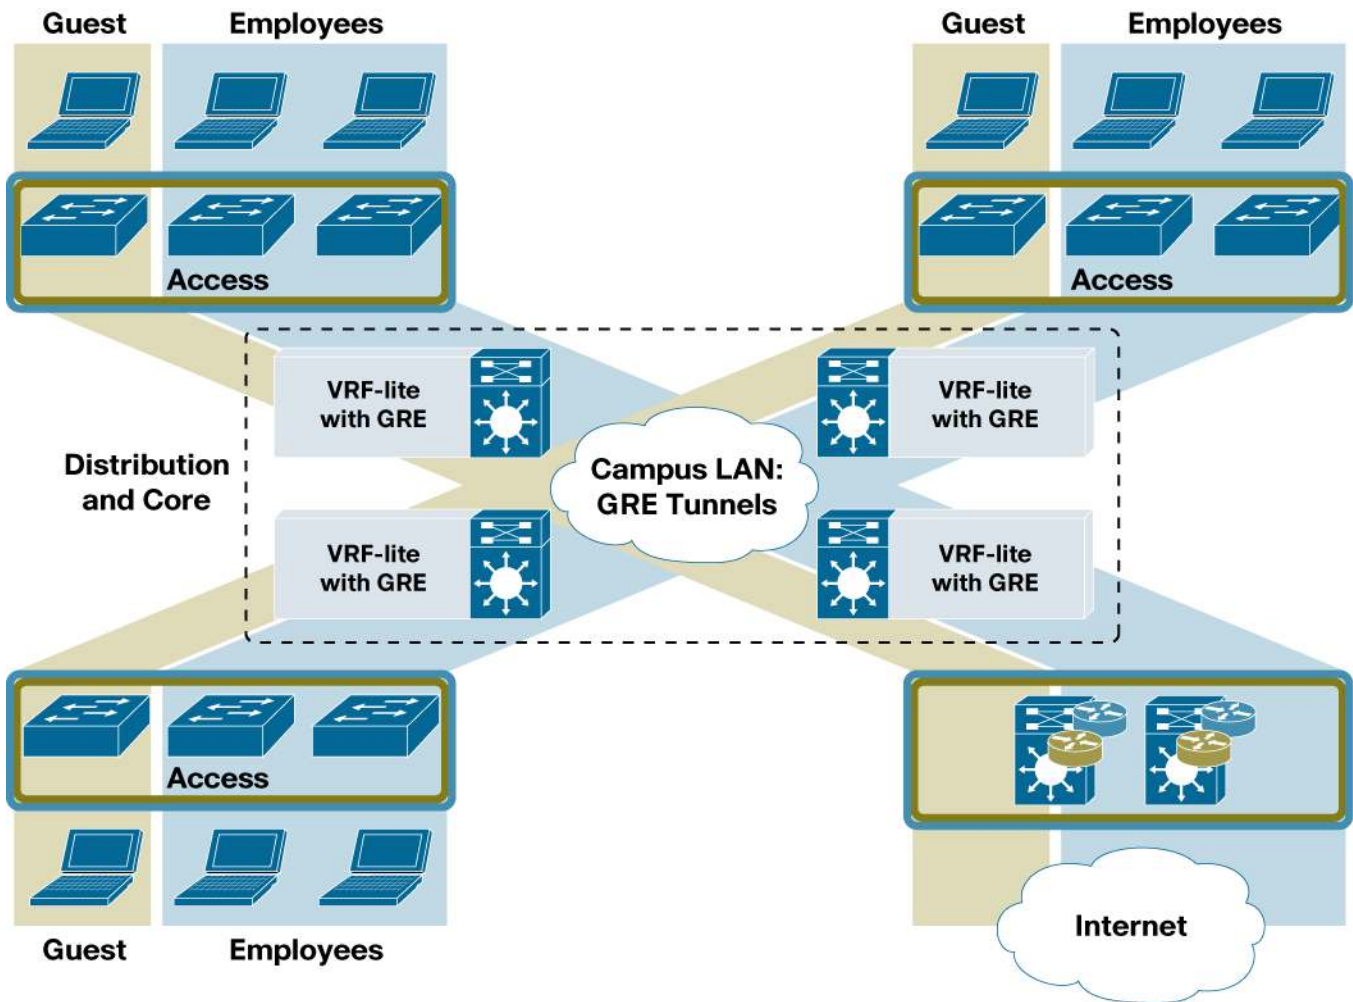 Guest
Employees
Guest
Employees
Access
Access
VRF-lite
with GRE
VRF-lite
with GRE
Distribution
and Core
Campus LAN:
GRE Tunnels
VRF-lite
with GRE
VRF-lite
with GRE
Access
Internet
Guest
Employees